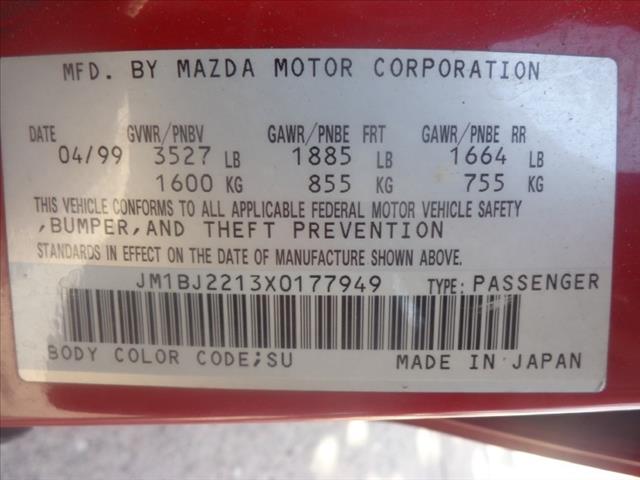 MFD. BY MAZDA MOTOR CORPORATION
DATE GVWR/PNBV GAWR/PNBE FRT GAWR/PNBE RR
04/99 3527 LB 1885 LB 1664 LB
1600 KG 855 KG 755 KG
THIS VEHICLE CONFORMS TO ALL APPLICABLE FEDERAL MOTOR VEHICLE SAFETY
,BUMPER,AND THEFT PREVENTION
STANDARDS IN EFFECT ON THE DATE OF MANUFACTURE SHOWN ABOVE.
JM1BJ2213X0177949 TYPE: PASSENGER
BODY COLOR CODE;SU MADE IN JAPAN